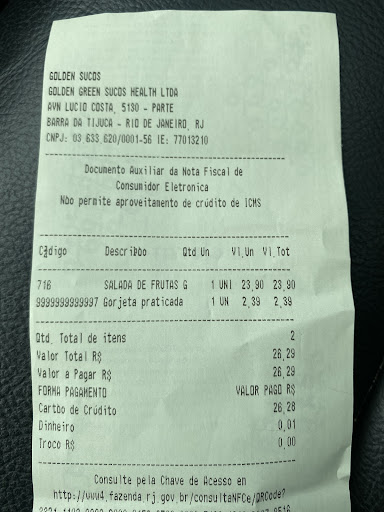 GOLDEN SUCOS
GOLDEN GREEN SUCOS HEALTH LTDA
AVN LUCIO COSTA, 5130 - PARTE
BARRA DA TIJUCA - RIO DE JANEIRO, RJ
CNPJ: 03.633.620/0001-56 IE: 77013210
Documento Auxiliar da Nota Fiscal de
Consumidor Eletronica
Nõo permite aproveitamento de crúdito de ICMS
Código Descripþo Qtd Un Vl.Un Vl.Tot
716 SALADA DE FRUTAS G 1 UNI 23,90 23,90
9999999999997 Gorjeta praticada 1 UN 2,39 2,39
Qtd. Total de itens 2
Valor Total R$ 26,29
Valor a Pagar R$ 26,29
FORMA PAGAMENTO VALOR PAGO R$
Cartõo de Crúdito 26,28
Dinheiro 0,01
Troco R$ 0,00
Consulte pela Chave de Acesso em
http://www4.fazenda.rj.gov.br/consultaNFCe/QRCode?